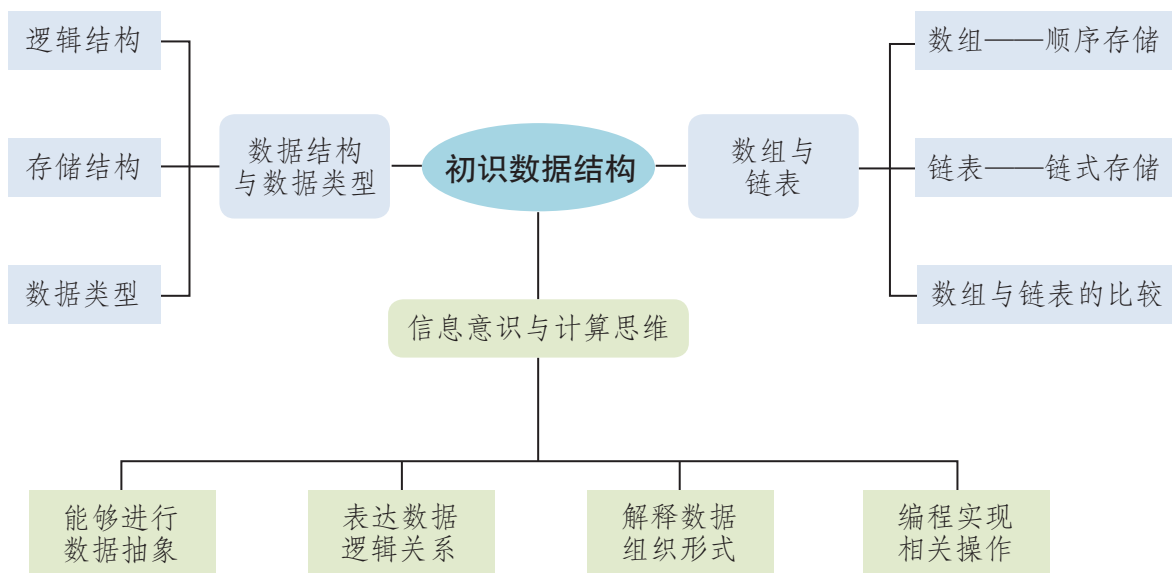 逻辑结构
存储结构
数据类型
数据结构
与数据类型
初识数据结构
数组与
链表
数组——顺序存储
链表——链式存储
数组与链表的比较
信息意识与计算思维
能够进行
数据抽象
表达数据
逻辑关系
解释数据
组织形式
编程实现
相关操作